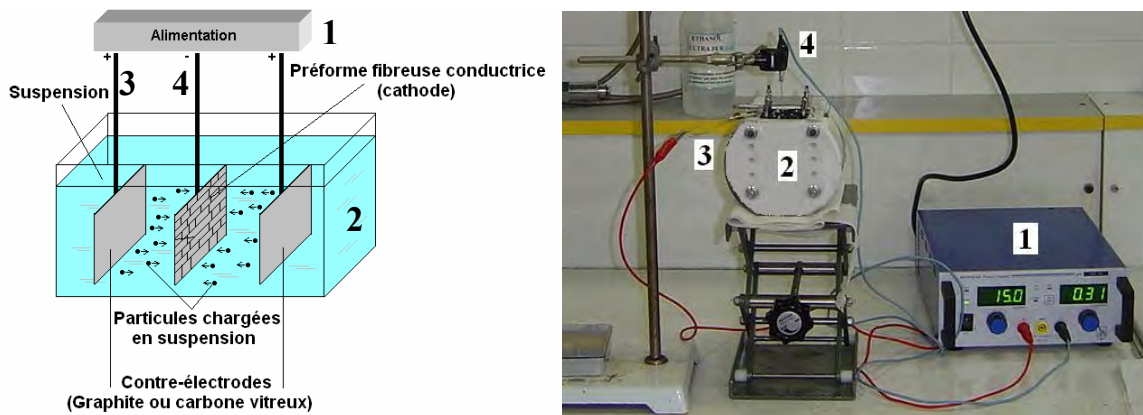 Alimentation
1
+
-
+
3
4
Préforme fibreuse conductrice
(cathode)
Suspension
2
Particules chargées
en suspension
Contre-électrodes
(Graphite ou carbone vitreux)
ETHANOL
4
3
2
1
15.0
0.31